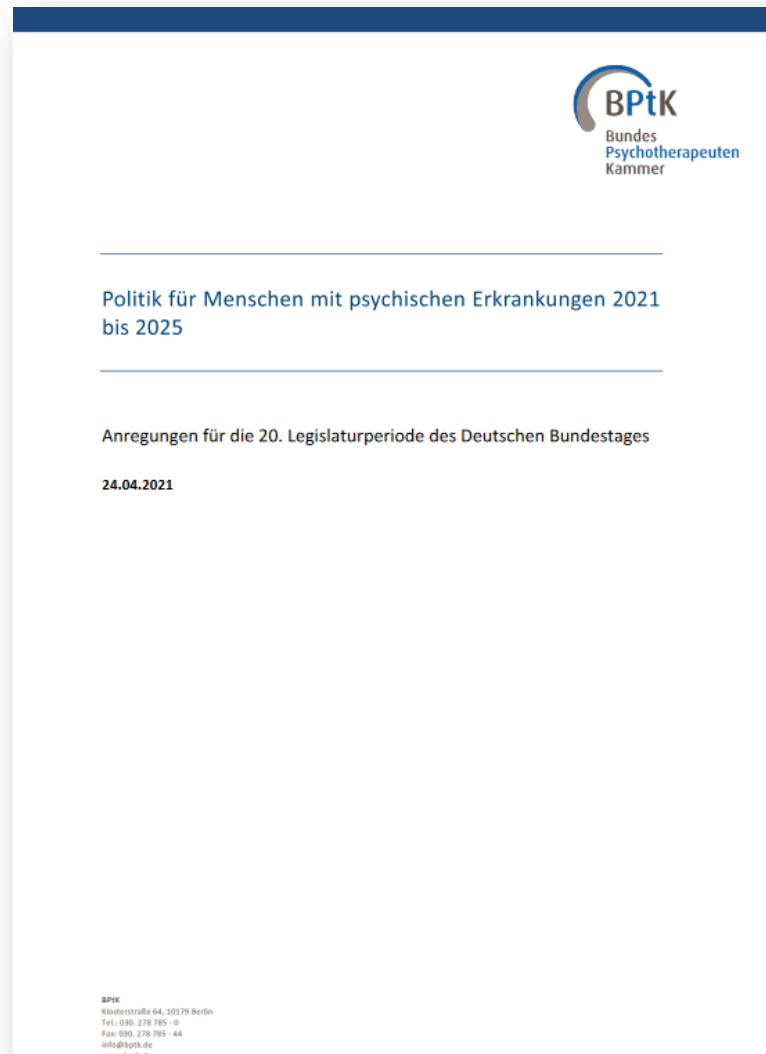 BPtK
Bundes
Psychotherapeuten
Kammer
Politik für Menschen mit psychischen Erkrankungen 2021
bis 2025
Anregungen für die 20. Legislaturperiode des Deutschen Bundestages
24.04.2021
BPtK
Klosterstraße 64, 10179 Berlin
Tel.: 030. 278 785 - 0
Fax: 030. 278 785 - 44
info@bptk.de